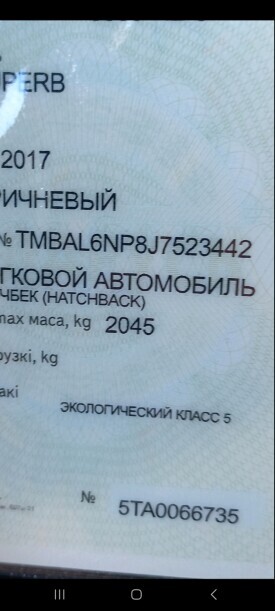 PERB
2017
ИЧНЕВЫЙ
№ TMBAL6NP8J7523442
ГКОВОЙ АВТОМОБИЛЬ
ЧБЕК (HATCHBACK)
max маса, kg 2045
рузкі, kg
акі
ЭКОЛОГИЧЕСКИЙ КЛАСС 5
№ 5TA0066735